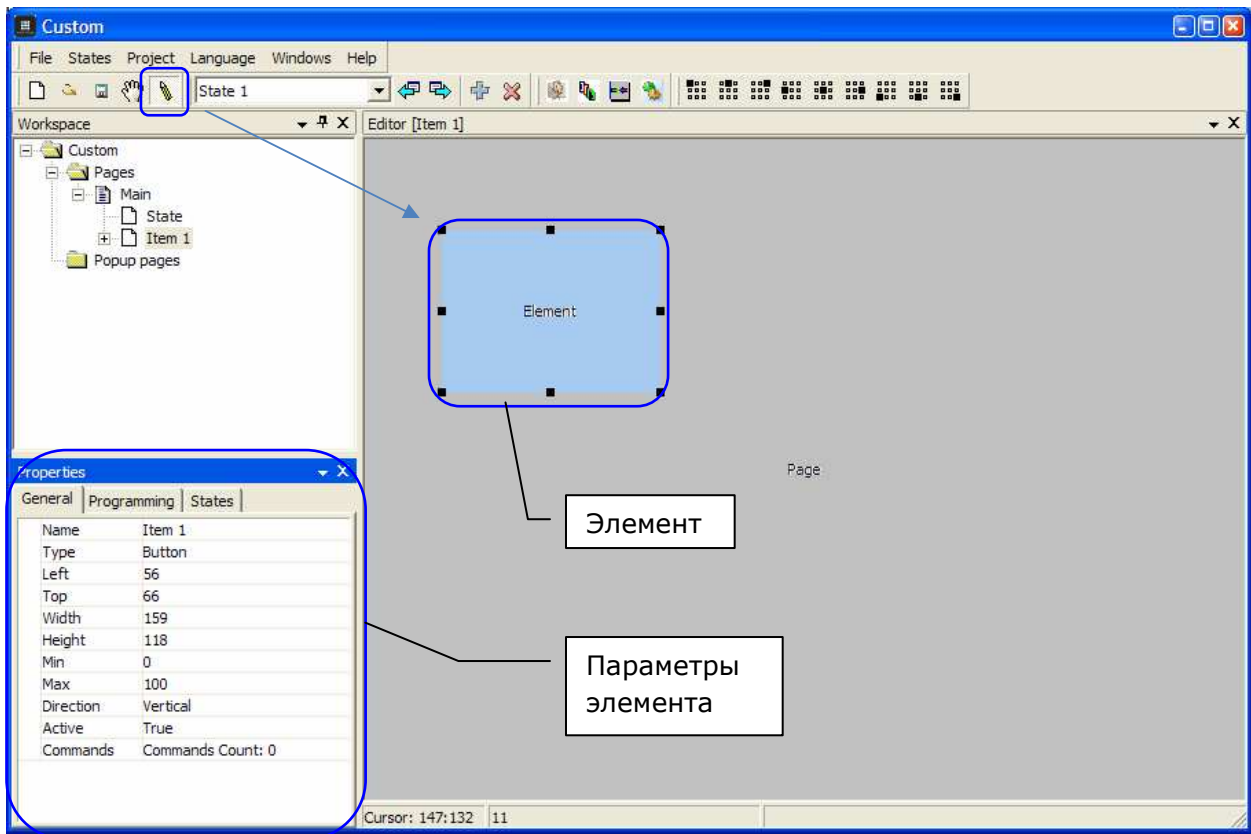 Custom
File States Project Language Windows Help
State 1
Workspace
Editor [Item 1]
Custom
Pages
Main
State
Item 1
Popup pages
Element
Page
Элемент
Параметры
элемента
Properties
General Programming States
Name Item 1
Type Button
Left 56
Top 66
Width 159
Height 118
Min 0
Max 100
Direction Vertical
Active True
Commands Commands Count: 0
Cursor: 147:132 11